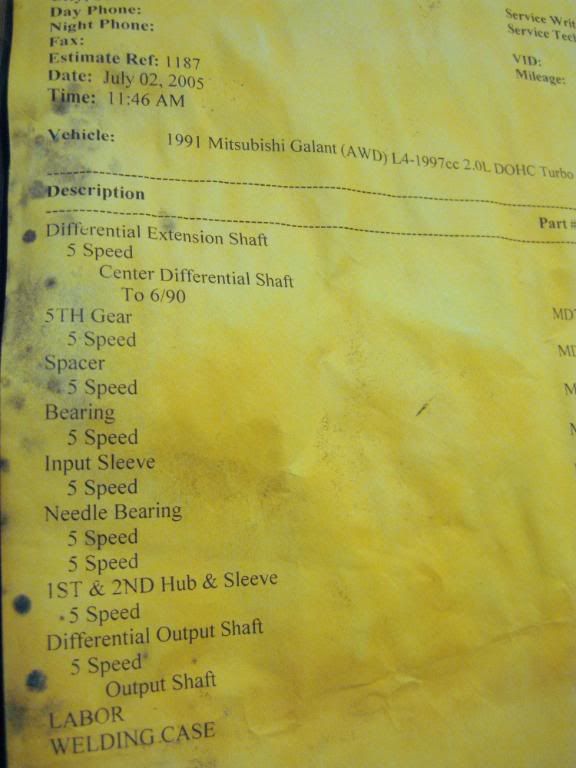 Day Phone:
Night Phone:
Fax:
Estimate Ref: 1187
Date: July 02, 2005
Time: 11:46 AM
Service Writ
Service Tec
VID:
Mileage:
Vehicle: 1991 Mitsubishi Galant (AWD) L4-1997cc 2.0L DOHC Turbo
Description Part #
Differential Extension Shaft
5 Speed
Center Differential Shaft
To 6/90
5TH Gear MD
5 Speed
Spacer MD
5 Speed M
Bearing
5 Speed
Input Sleeve
5 Speed
Needle Bearing
5 Speed
5 Speed
1ST & 2ND Hub & Sleeve
5 Speed
Differential Output Shaft
5 Speed
Output Shaft
LABOR
WELDING CASE